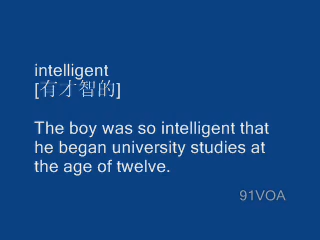 intelligent
[有才智的]
The boy was so intelligent that
he began university studies at
the age of twelve.
91VOA